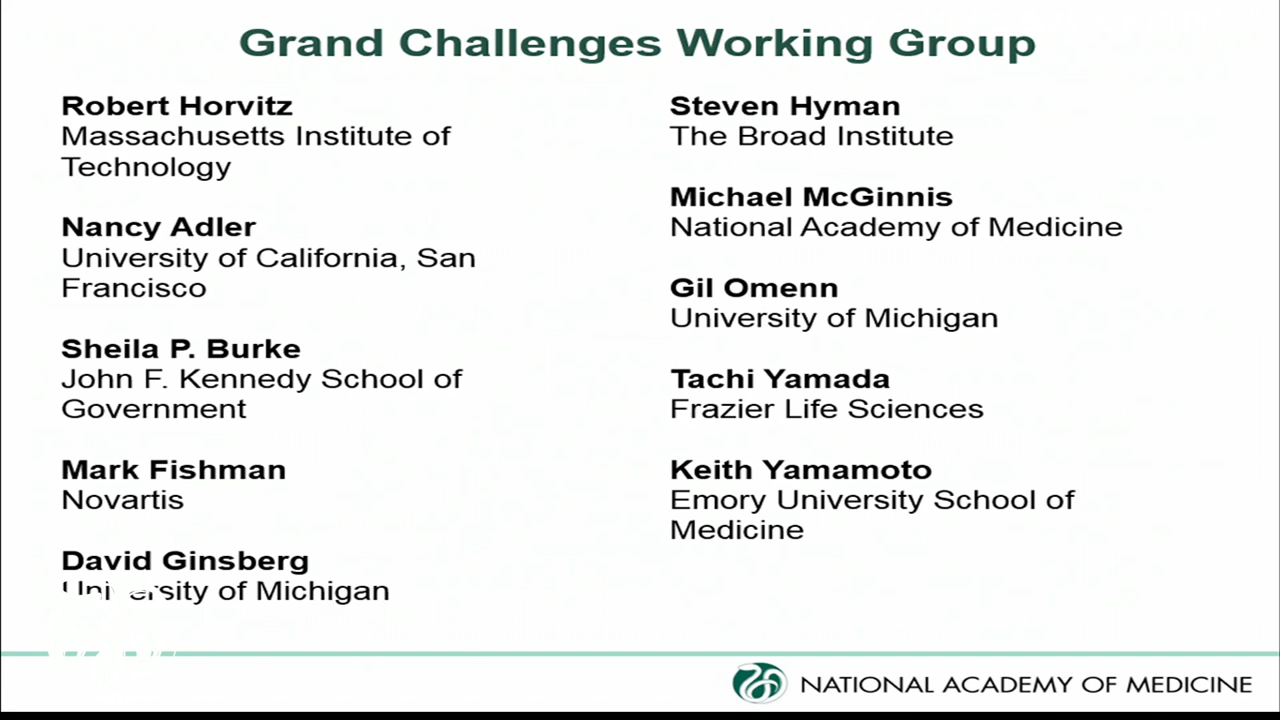 Grand Challenges Working Group
Robert Horvitz
Massachusetts Institute of
Technology
Nancy Adler
University of California, San
Francisco
Sheila P. Burke
John F. Kennedy School of
Government
Mark Fishman
Novartis
David Ginsberg
University of Michigan
Steven Hyman
The Broad Institute
Michael McGinnis
National Academy of Medicine
Gil Omenn
University of Michigan
Tachi Yamada
Frazier Life Sciences
Keith Yamamoto
Emory University School of
Medicine
NATIONAL ACADEMY OF MEDICINE